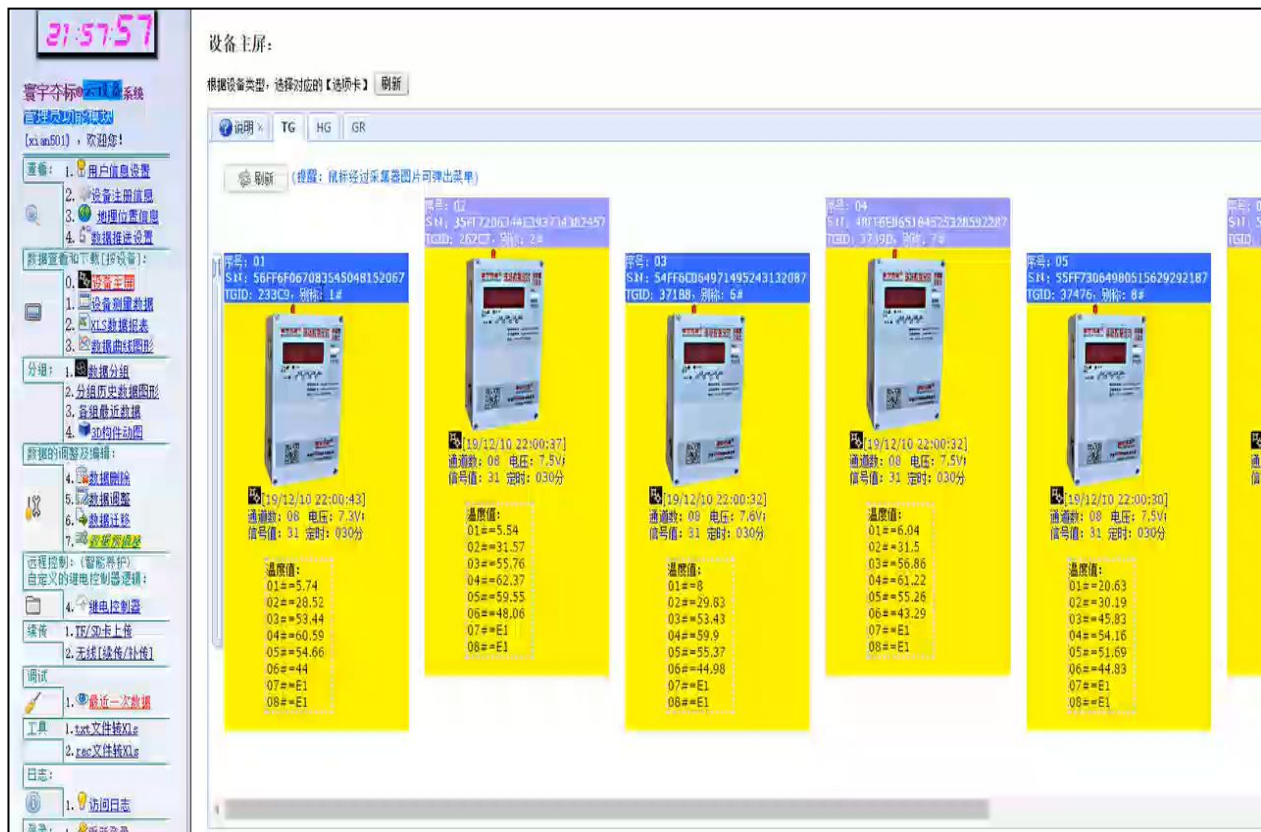 21:57:57
寰宇夺标®云设备系统
管理员功能模块
[xian501]，欢迎您！
查看：
1.用户信息设置
2.设备注册信息
3.地理位置信息
4.数据推送设置
数据查看和下载[按设备]：
0.设备主屏
1.设备测量数据
2.XLS数据报表
3.数据曲线图形
分组：
1.数据分组
2.分组历史数据图形
3.各组最近数据
4.3D构件动图
数据的调整及编辑：
4.数据删除
5.数据调整
6.数据迁移
7.数据预警
远程控制：（智能养护）
自定义的继电控制器逻辑：
4.继电控制器
续传
1.TF/SD卡上传
2.无线[续传/补传]
调试
1.最近一次数据
工具
1.txt文件转Xls
2.rec文件转Xls
日志：
1.访问日志
设备主屏：
根据设备类型，选择对应的【选项卡】 刷新
说明 × TG HG GR
刷新 (提醒：鼠标经过采集器图片可弹出菜单)
序号：01
SN: 56FF6F067083545048152067
TGID: 233C9，别称：1#
[19/12/10 22:00:43]
通道数：08 电压：7.3V；
信号值：31 定时：030分
温度值：
01#=5.74
02#=28.52
03#=53.44
04#=60.59
05#=54.66
06#=44
07#=E1
08#=E1
序号：02
TGID: 262C7，别称：2#
[19/12/10 22:00:37]
通道数：08 电压：7.5V；
信号值：31 定时：030分
温度值：
01#=5.54
02#=31.57
03#=55.76
04#=62.37
05#=59.55
06#=48.06
07#=E1
08#=E1
序号：03
SN: 54FF6C064971495243132087
TGID: 371B8，别称：6#
[19/12/10 22:00:32]
通道数：08 电压：7.6V；
信号值：31 定时：030分
温度值：
01#=8
02#=29.83
03#=53.43
04#=59.9
05#=55.37
06#=44.98
07#=E1
08#=E1
序号：04
TGID: 3739D，别称：7#
[19/12/10 22:00:32]
通道数：08 电压：7.5V；
信号值：31 定时：030分
温度值：
01#=6.04
02#=31.5
03#=56.86
04#=61.22
05#=55.26
06#=43.29
07#=E1
08#=E1
序号：05
SN: 55FF73064980515629292187
TGID: 37476，别称：8#
[19/12/10 22:00:30]
通道数：08 电压：7.5V；
信号值：31 定时：030分
温度值：
01#=20.63
02#=30.19
03#=45.83
04#=54.16
05#=51.69
06#=44.83
07#=E1
08#=E1